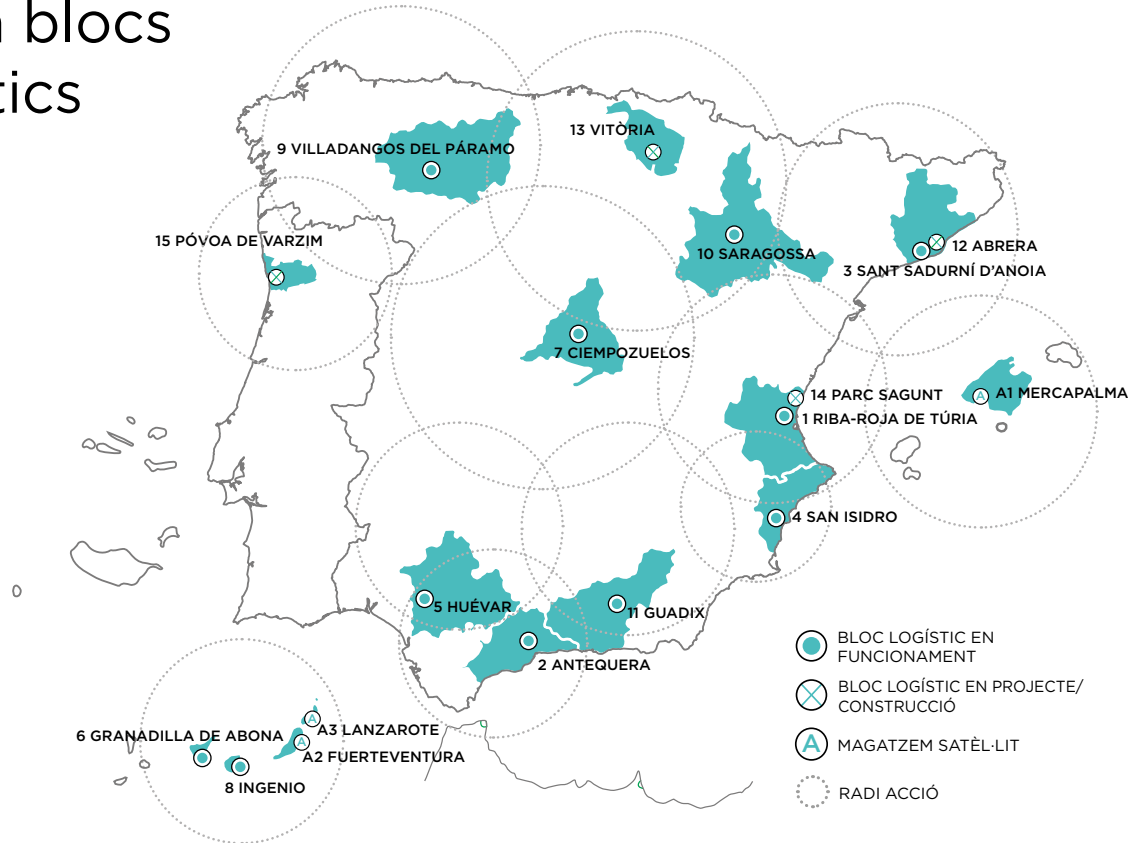 blocs
13 VITÒRIA
9 VILLADANGOS DEL PÁRAMO
15 PÓVOA DE VARZIM
10 SARAGOSSA
12 ABRERA
3 SANT SADURNÍ D'ANOIA
7 CIEMPOZUELOS
14 PARC SAGUNT
A1 MERCAPALMA
1 RIBA-ROJA DE TÚRIA
4 SAN ISIDRO
5 HUÉVAR
11 GUADIX
2 ANTEQUERA
A3 LANZAROTE
6 GRANADILLA DE ABONA
A2 FUERTEVENTURA
8 INGENIO
BLOC LOGÍSTIC EN
FUNCIONAMENT
BLOC LOGÍSTIC EN PROJECTE/
CONSTRUCCIÓ
A MAGATZEM SATÈL·LIT
RADI ACCIÓ